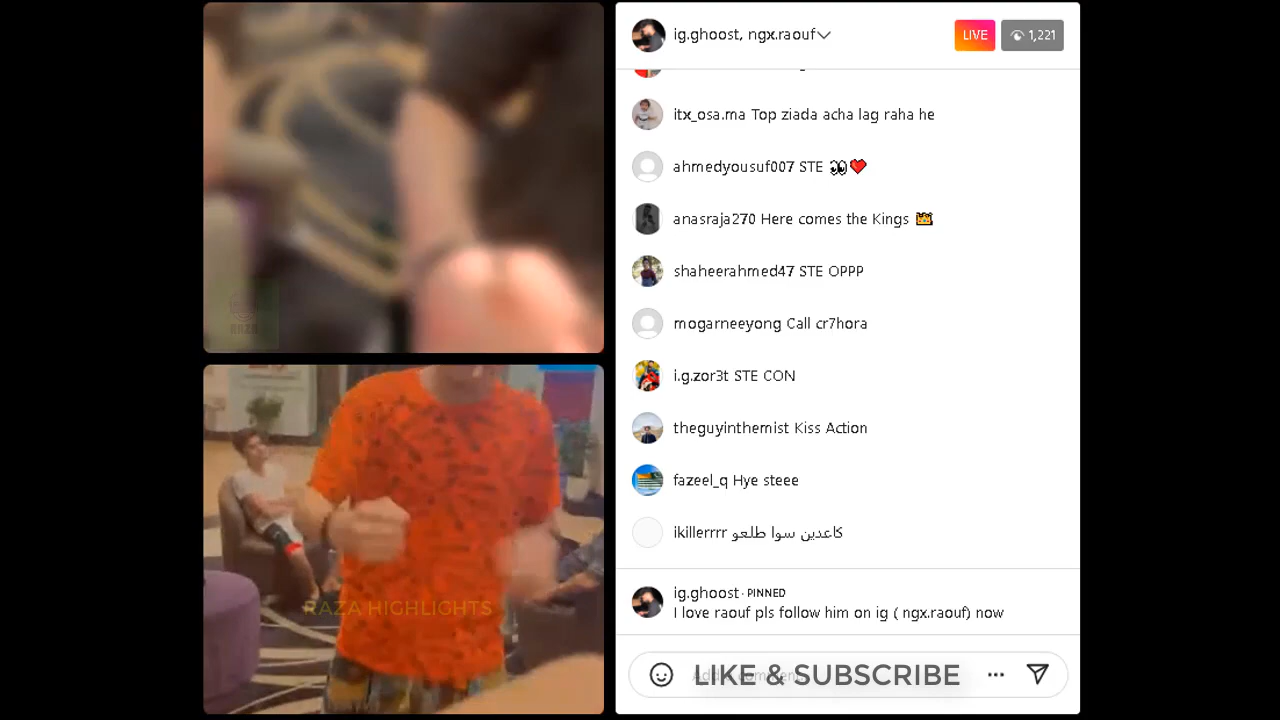 ig.ghoost, ngx.raouf
LIVE
1,221
itx_osa.ma Top ziada acha lag raha he
ahmedyousuf007 STE 👀❤️
anasraja270 Here comes the Kings 👑
shaheerahmed47 STE OPPP
mogarneeyong Call cr7hora
i.g.zor3t STE CON
theguyinthemist Kiss Action
fazeel_q Hye steee
ikillerrrr كاعدين سوا طلعو
ig.ghoost · PINNED
I love raouf pls follow him on ig ( ngx.raouf) now
LIKE & SUBSCRIBE
RAZA HIGHLIGHTS